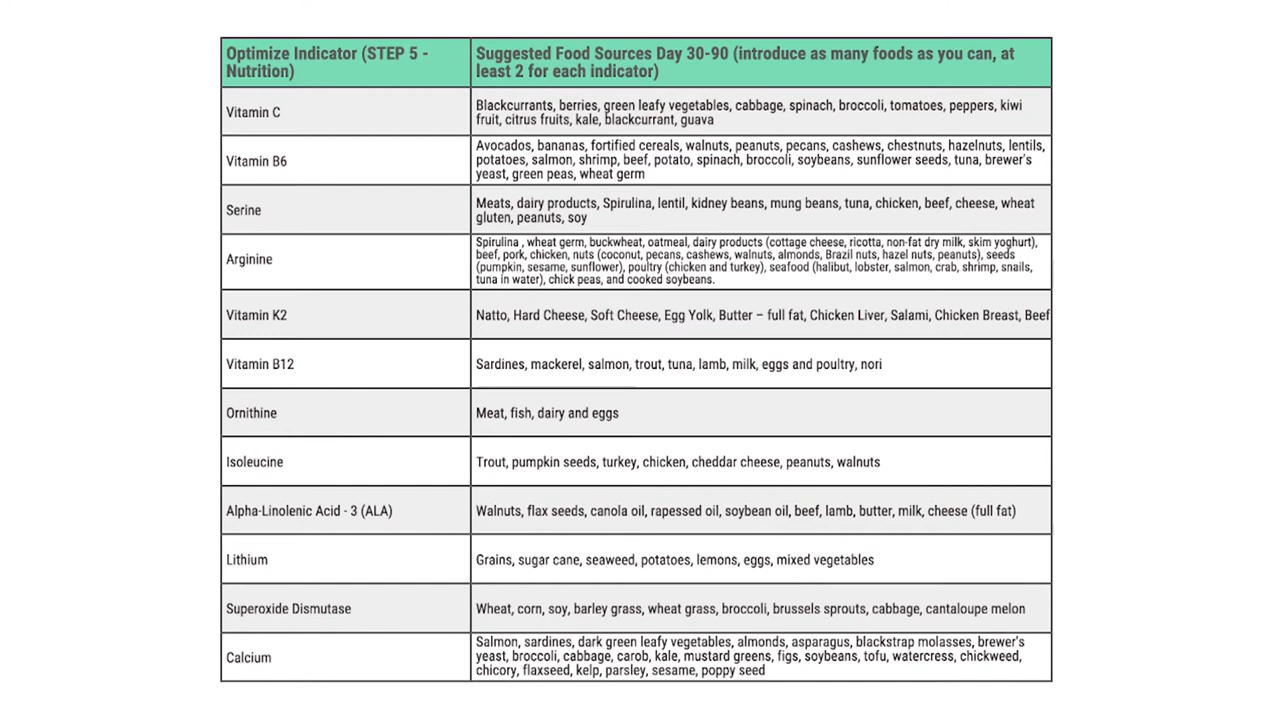 Optimize Indicator (STEP 5 -
Nutrition)
Suggested Food Sources Day 30-90 (introduce as many foods as you can, at
least 2 for each indicator)
Vitamin C
Blackcurrants, berries, green leafy vegetables, cabbage, spinach, broccoli, tomatoes, peppers, kiwi
fruit, citrus fruits, kale, blackcurrant, guava
Vitamin B6
Avocados, bananas, fortified cereals, walnuts, peanuts, pecans, cashews, chestnuts, hazelnuts, lentils,
potatoes, salmon, shrimp, beef, potato, spinach, broccoli, soybeans, sunflower seeds, tuna, brewer's
yeast, green peas, wheat germ
Serine
Meats, dairy products, Spirulina, lentil, kidney beans, mung beans, tuna, chicken, beef, cheese, wheat
gluten, peanuts, soy
Arginine
Spirulina , wheat germ, buckwheat, oatmeal, dairy products (cottage cheese, ricotta, non-fat dry milk, skim yoghurt),
beef, pork, chicken, nuts (coconut, pecans, cashews, walnuts, almonds, Brazil nuts, hazel nuts, peanuts), seeds
(pumpkin, sesame, sunflower), poultry (chicken and turkey), seafood (halibut, lobster, salmon, crab, shrimp, snails,
tuna in water), chick peas, and cooked soybeans.
Vitamin K2
Natto, Hard Cheese, Soft Cheese, Egg Yolk, Butter – full fat, Chicken Liver, Salami, Chicken Breast, Beef
Vitamin B12
Sardines, mackerel, salmon, trout, tuna, lamb, milk, eggs and poultry, nori
Ornithine
Meat, fish, dairy and eggs
Isoleucine
Trout, pumpkin seeds, turkey, chicken, cheddar cheese, peanuts, walnuts
Alpha-Linolenic Acid - 3 (ALA)
Walnuts, flax seeds, canola oil, rapessed oil, soybean oil, beef, lamb, butter, milk, cheese (full fat)
Lithium
Grains, sugar cane, seaweed, potatoes, lemons, eggs, mixed vegetables
Superoxide Dismutase
Wheat, corn, soy, barley grass, wheat grass, broccoli, brussels sprouts, cabbage, cantaloupe melon
Calcium
Salmon, sardines, dark green leafy vegetables, almonds, asparagus, blackstrap molasses, brewer's
yeast, broccoli, cabbage, carob, kale, mustard greens, figs, soybeans, tofu, watercress, chickweed,
chicory, flaxseed, kelp, parsley, sesame, poppy seed